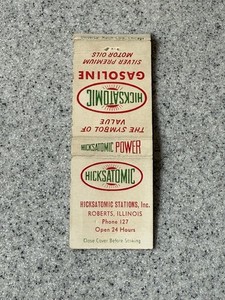 SILVER PREMIUM
MOTOR OILS
GASOLINE
HICKSATOMIC
THE SYMBOL OF
VALUE
HICKSATOMIC POWER
HICKSATOMIC
HICKSATOMIC STATIONS, Inc.
ROBERTS, ILLINOIS
Phone 127
Open 24 Hours
Close Cover Before Striking